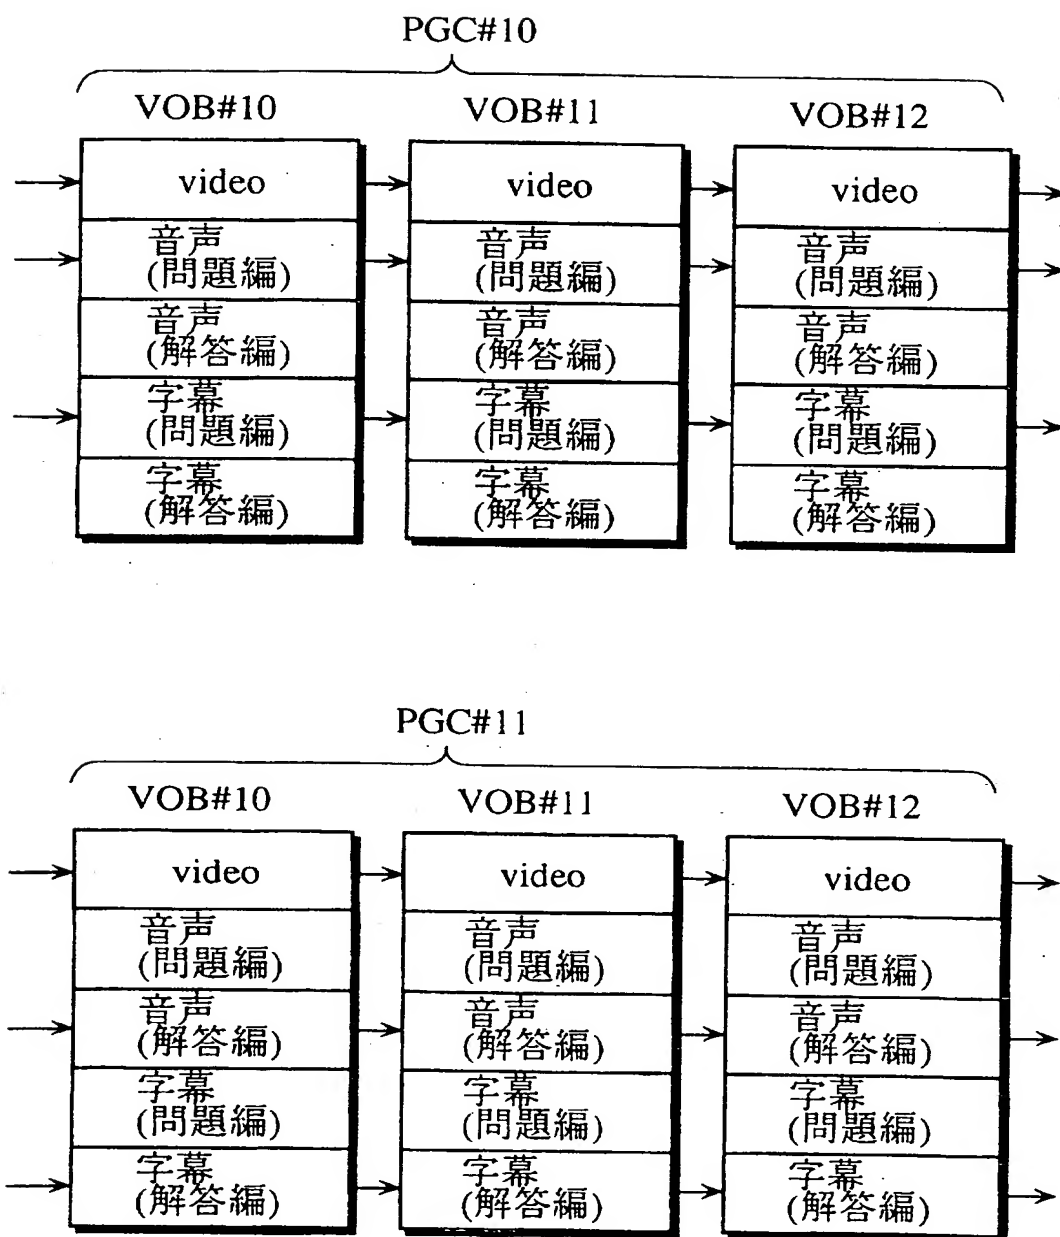 PGC#10
VOB#10
VOB#11
VOB#12
video
音声
(問題編)
音声
(解答編)
字幕
(問題編)
字幕
(解答編)
video
音声
(問題編)
音声
(解答編)
字幕
(問題編)
字幕
(解答編)
video
音声
(問題編)
音声
(解答編)
字幕
(問題編)
字幕
(解答編)
PGC#11
VOB#10
VOB#11
VOB#12
video
音声
(問題編)
音声
(解答編)
字幕
(問題編)
字幕
(解答編)
video
音声
(問題編)
音声
(解答編)
字幕
(問題編)
字幕
(解答編)
video
音声
(問題編)
音声
(解答編)
字幕
(問題編)
字幕
(解答編)